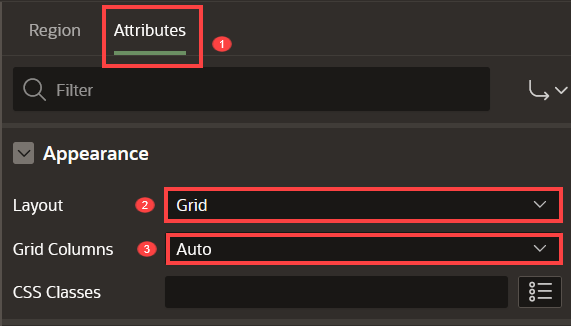 Region Attributes 1
Filter
Appearance
Layout 2 Grid
Grid Columns 3 Auto
CSS Classes